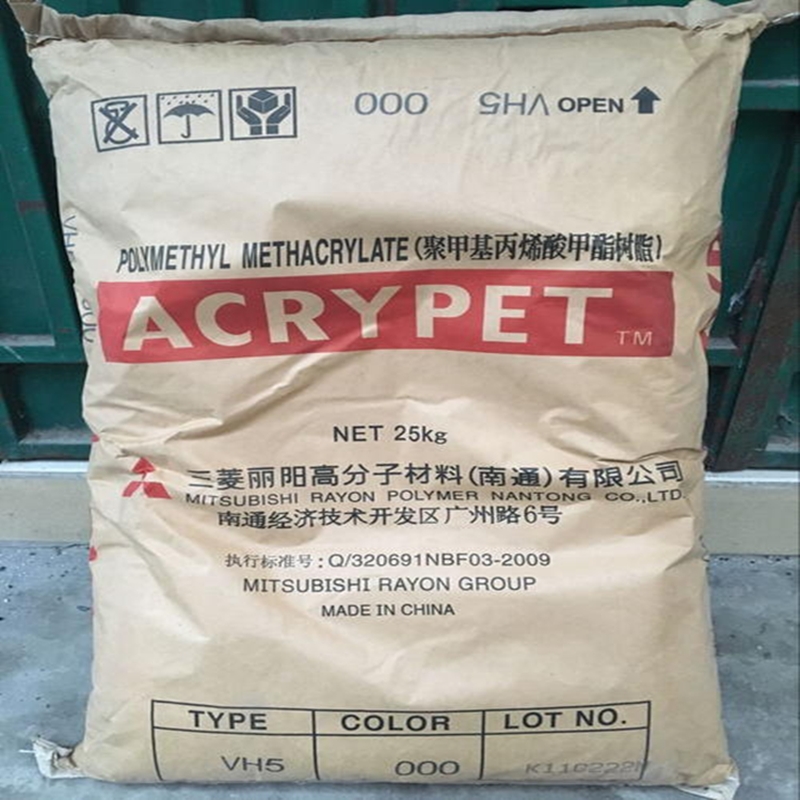 000 VH5 OPEN
POLYMETHYL METHACRYLATE (聚甲基丙烯酸甲酯树脂)
ACRYPET TM
NET 25kg
三菱丽阳高分子材料(南通)有限公司
MITSUBISHI RAYON POLYMER NANTONG CO.,LTD.
南通经济技术开发区广州路6号
执行标准号:Q/320691NBF03-2009
MITSUBISHI RAYON GROUP
MADE IN CHINA
TYPE COLOR LOT NO.
VH5 000